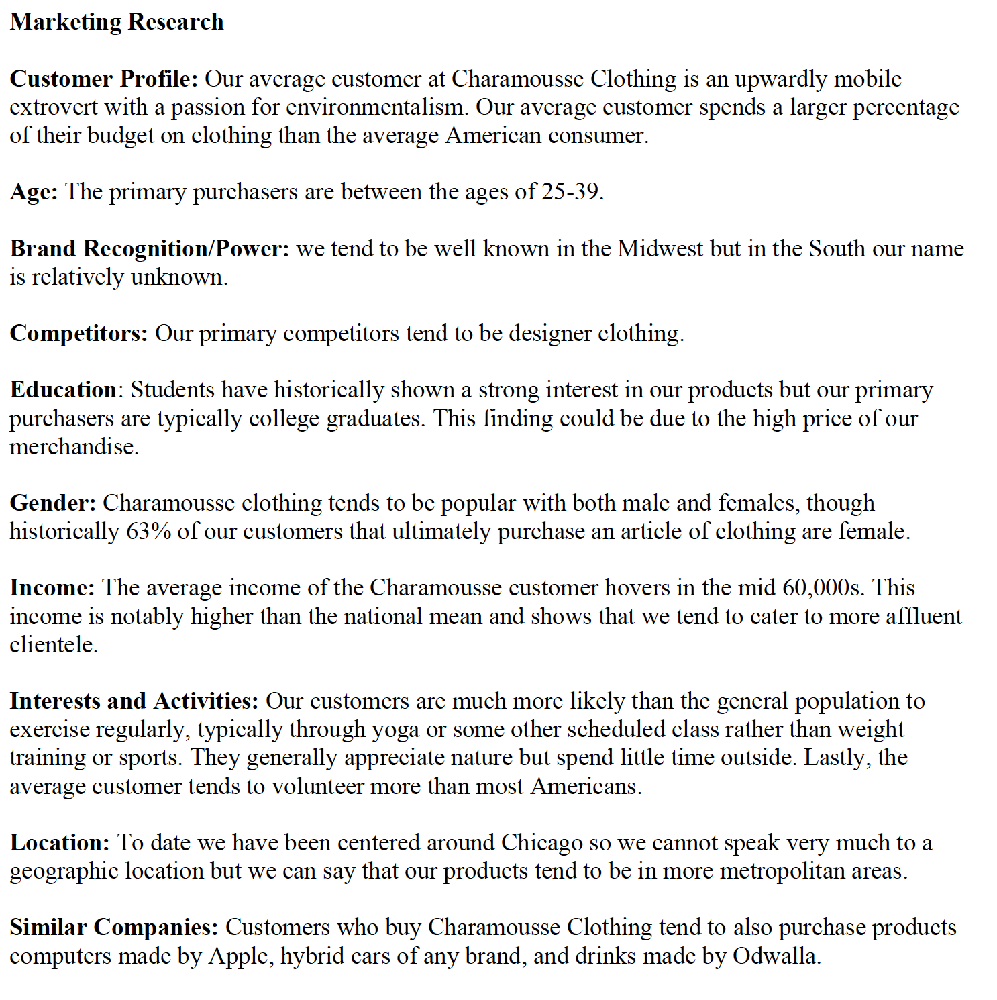 Marketing Research
Customer Profile: Our average customer at Charamousse Clothing is an upwardly mobile
extrovert with a passion for environmentalism. Our average customer spends a larger percentage
of their budget on clothing than the average American consumer.
Age: The primary purchasers are between the ages of 25-39.
Brand Recognition/Power: we tend to be well known in the Midwest but in the South our name
is relatively unknown.
Competitors: Our primary competitors tend to be designer clothing.
Education: Students have historically shown a strong interest in our products but our primary
purchasers are typically college graduates. This finding could be due to the high price of our
merchandise.
Gender: Charamousse clothing tends to be popular with both male and females, though
historically 63% of our customers that ultimately purchase an article of clothing are female.
Income: The average income of the Charamousse customer hovers in the mid 60,000s. This
income is notably higher than the national mean and shows that we tend to cater to more affluent
clientele.
Interests and Activities: Our customers are much more likely than the general population to
exercise regularly, typically through yoga or some other scheduled class rather than weight
training or sports. They generally appreciate nature but spend little time outside. Lastly, the
average customer tends to volunteer more than most Americans.
Location: To date we have been centered around Chicago so we cannot speak very much to a
geographic location but we can say that our products tend to be in more metropolitan areas.
Similar Companies: Customers who buy Charamousse Clothing tend to also purchase products
computers made by Apple, hybrid cars of any brand, and drinks made by Odwalla.